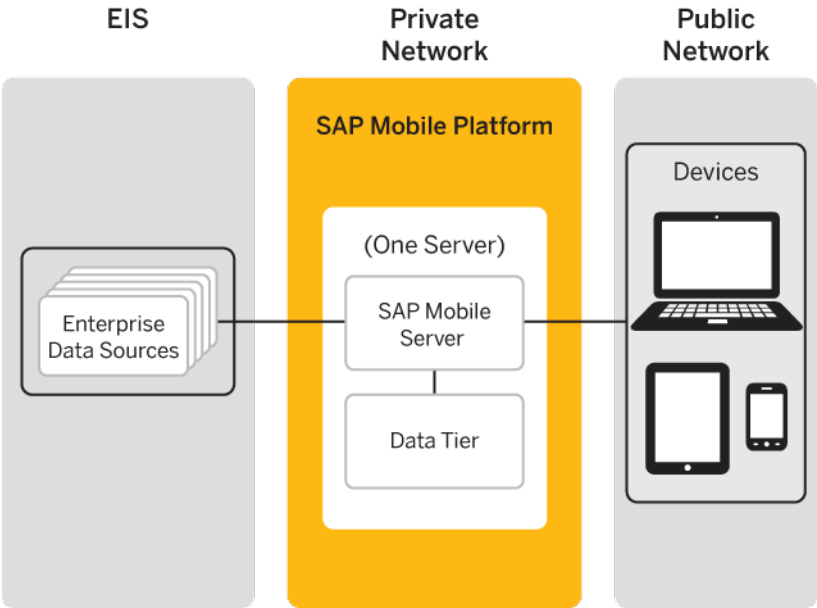 EIS
Private
Network
Public
Network
SAP Mobile Platform
(One Server)
SAP Mobile
Server
Data Tier
Enterprise
Data Sources
Devices